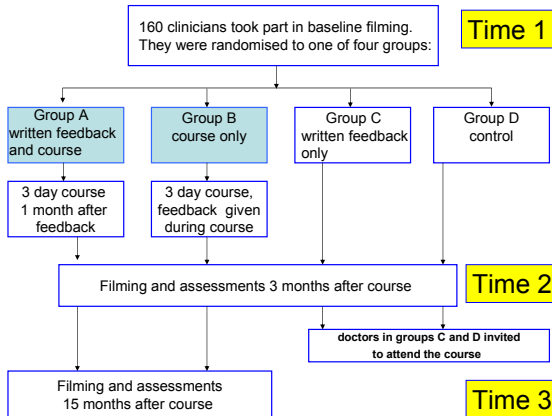 160 clinicians took part in baseline filming.
They were randomised to one of four groups:
Time 1
Group A
written feedback
and course
Group B
course only
Group C
written feedback
only
Group D
control
3 day course
1 month after
feedback
3 day course,
feedback given
during course
Filming and assessments 3 months after course
Time 2
doctors in groups C and D invited
to attend the course
Filming and assessments
15 months after course
Time 3